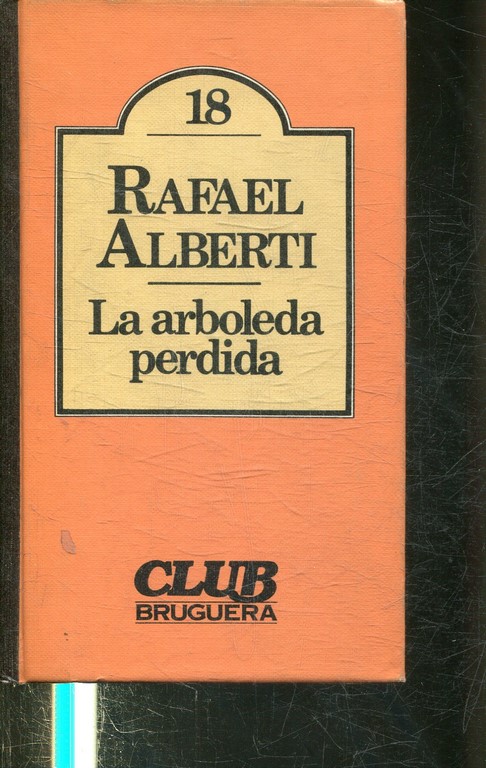 18
RAFAEL
ALBERTI
La arboleda
perdida
CLUB
BRUGUERA